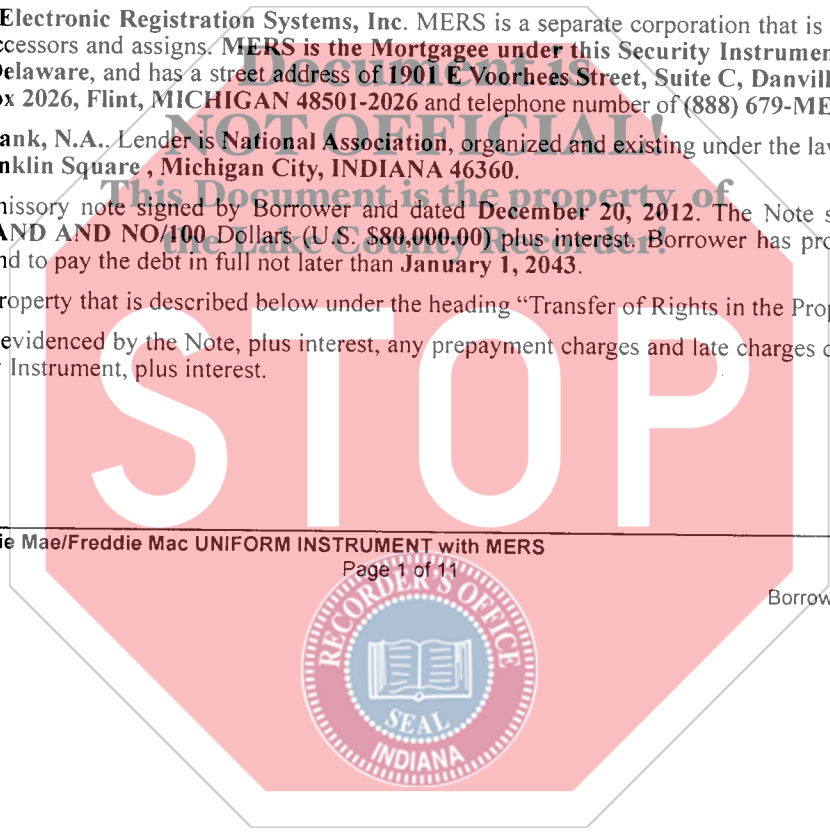 Electronic Registration Systems, Inc. MERS is a separate corporation that is
ccessors and assigns. MERS is the Mortgagee under this Security Instrumen
Delaware, and has a street address of 1901 E Voorhees Street, Suite C, Danvill
ox 2026, Flint, MICHIGAN 48501-2026 and telephone number of (888) 679-ME
ank, N.A.. Lender is National Association, organized and existing under the la
nklin Square , Michigan City, INDIANA 46360.
missory note signed by Borrower and dated December 20, 2012. The Note s
AND AND NO/100 Dollars (U.S. $80,000.00) plus interest. Borrower has pro
nd to pay the debt in full not later than January 1, 2043.
roperty that is described below under the heading “Transfer of Rights in the Prop
evidenced by the Note, plus interest, any prepayment charges and late charges d
Instrument, plus interest.
Document is
NOT OFFICIAL!
This Document is the property of
the Lake County Recorder!
STOP
ie Mae/Freddie Mac UNIFORM INSTRUMENT with MERS
Page 1 of 11
Borrow
RECORDER'S OFFICE
SEAL
INDIANA